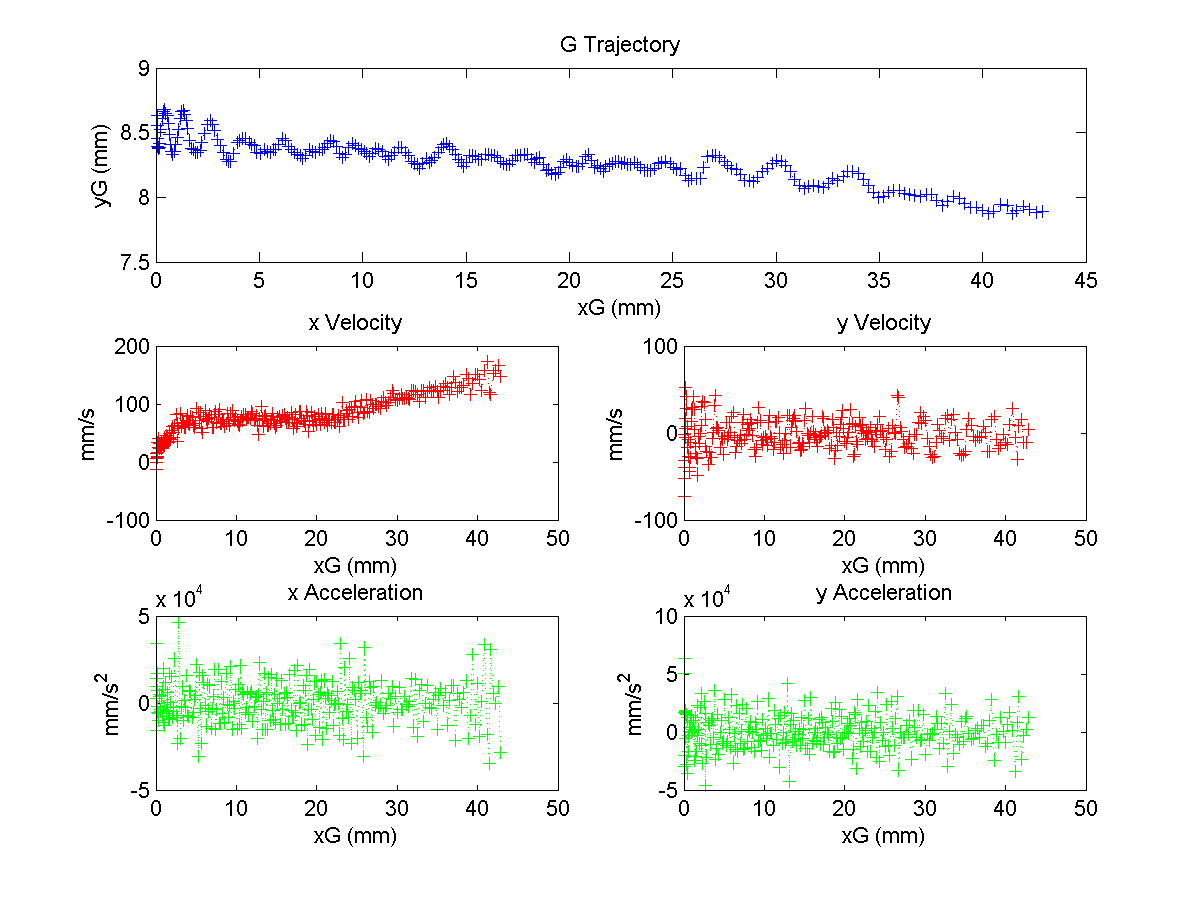 G Trajectory
9
8.5
8
7.5
yG (mm)
0 5 10 15 20 25 30 35 40 45
xG (mm)
x Velocity
200
100
0
-100
mm/s
0 10 20 30 40 50
xG (mm)
y Velocity
100
0
-100
mm/s
0 10 20 30 40 50
xG (mm)
x Acceleration
x 10^4
5
0
-5
mm/s^2
0 10 20 30 40 50
xG (mm)
y Acceleration
x 10^4
10
5
0
-5
mm/s^2
0 10 20 30 40 50
xG (mm)